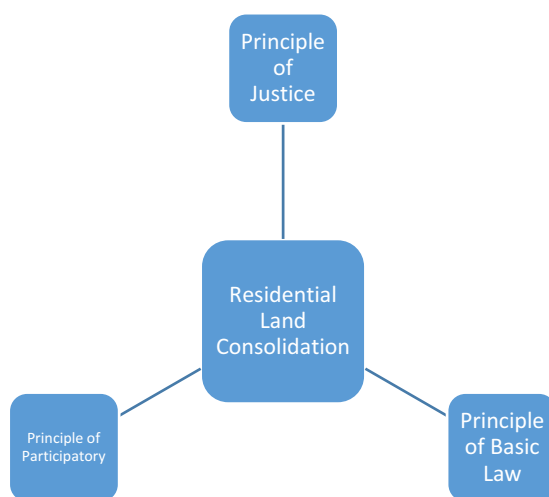 Principle
of
Justice
Residential
Land
Consolidation
Principle of
Participatory
Principle
of Basic
Law